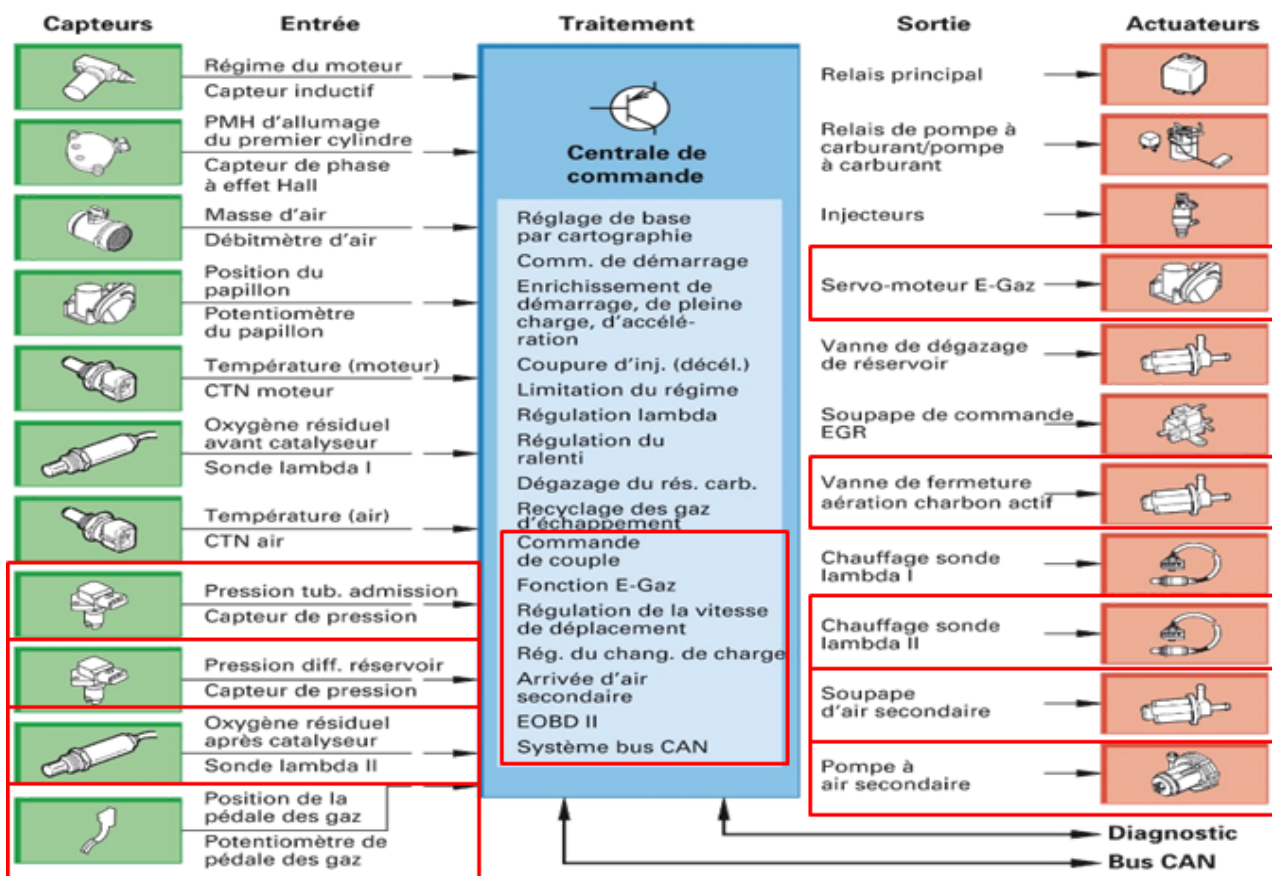 Capteurs
Entrée
Traitement
Sortie
Actuateurs
Régime du moteur
Capteur inductif
PMH d'allumage
du premier cylindre
Capteur de phase
à effet Hall
Masse d'air
Débitmètre d'air
Position du
papillon
Potentiomètre
du papillon
Température (moteur)
CTN moteur
Oxygène résiduel
avant catalyseur
Sonde lambda I
Température (air)
CTN air
Pression tub. admission
Capteur de pression
Pression diff. réservoir
Capteur de pression
Oxygène résiduel
après catalyseur
Sonde lambda II
Position de la
pédale des gaz
Potentiomètre de
pédale des gaz
Centrale de
commande
Réglage de base
par cartographie
Comm. de démarrage
Enrichissement de
démarrage, de pleine
charge, d'accélé-
ration
Coupure d'inj. (décél.)
Limitation du régime
Régulation lambda
Régulation du
ralenti
Dégazage du rés. carb.
Recyclage des gaz
d'échappement
Commande
de couple
Fonction E-Gaz
Régulation de la vitesse
de déplacement
Rég. du chang. de charge
Arrivée d'air
secondaire
EOBD II
Système bus CAN
Relais principal
Relais de pompe à
carburant/pompe
à carburant
Injecteurs
Servo-moteur E-Gaz
Vanne de dégazage
de réservoir
Soupape de commande
EGR
Vanne de fermeture
aération charbon actif
Chauffage sonde
lambda I
Chauffage sonde
lambda II
Soupape
d'air secondaire
Pompe à
air secondaire
Diagnostic
Bus CAN